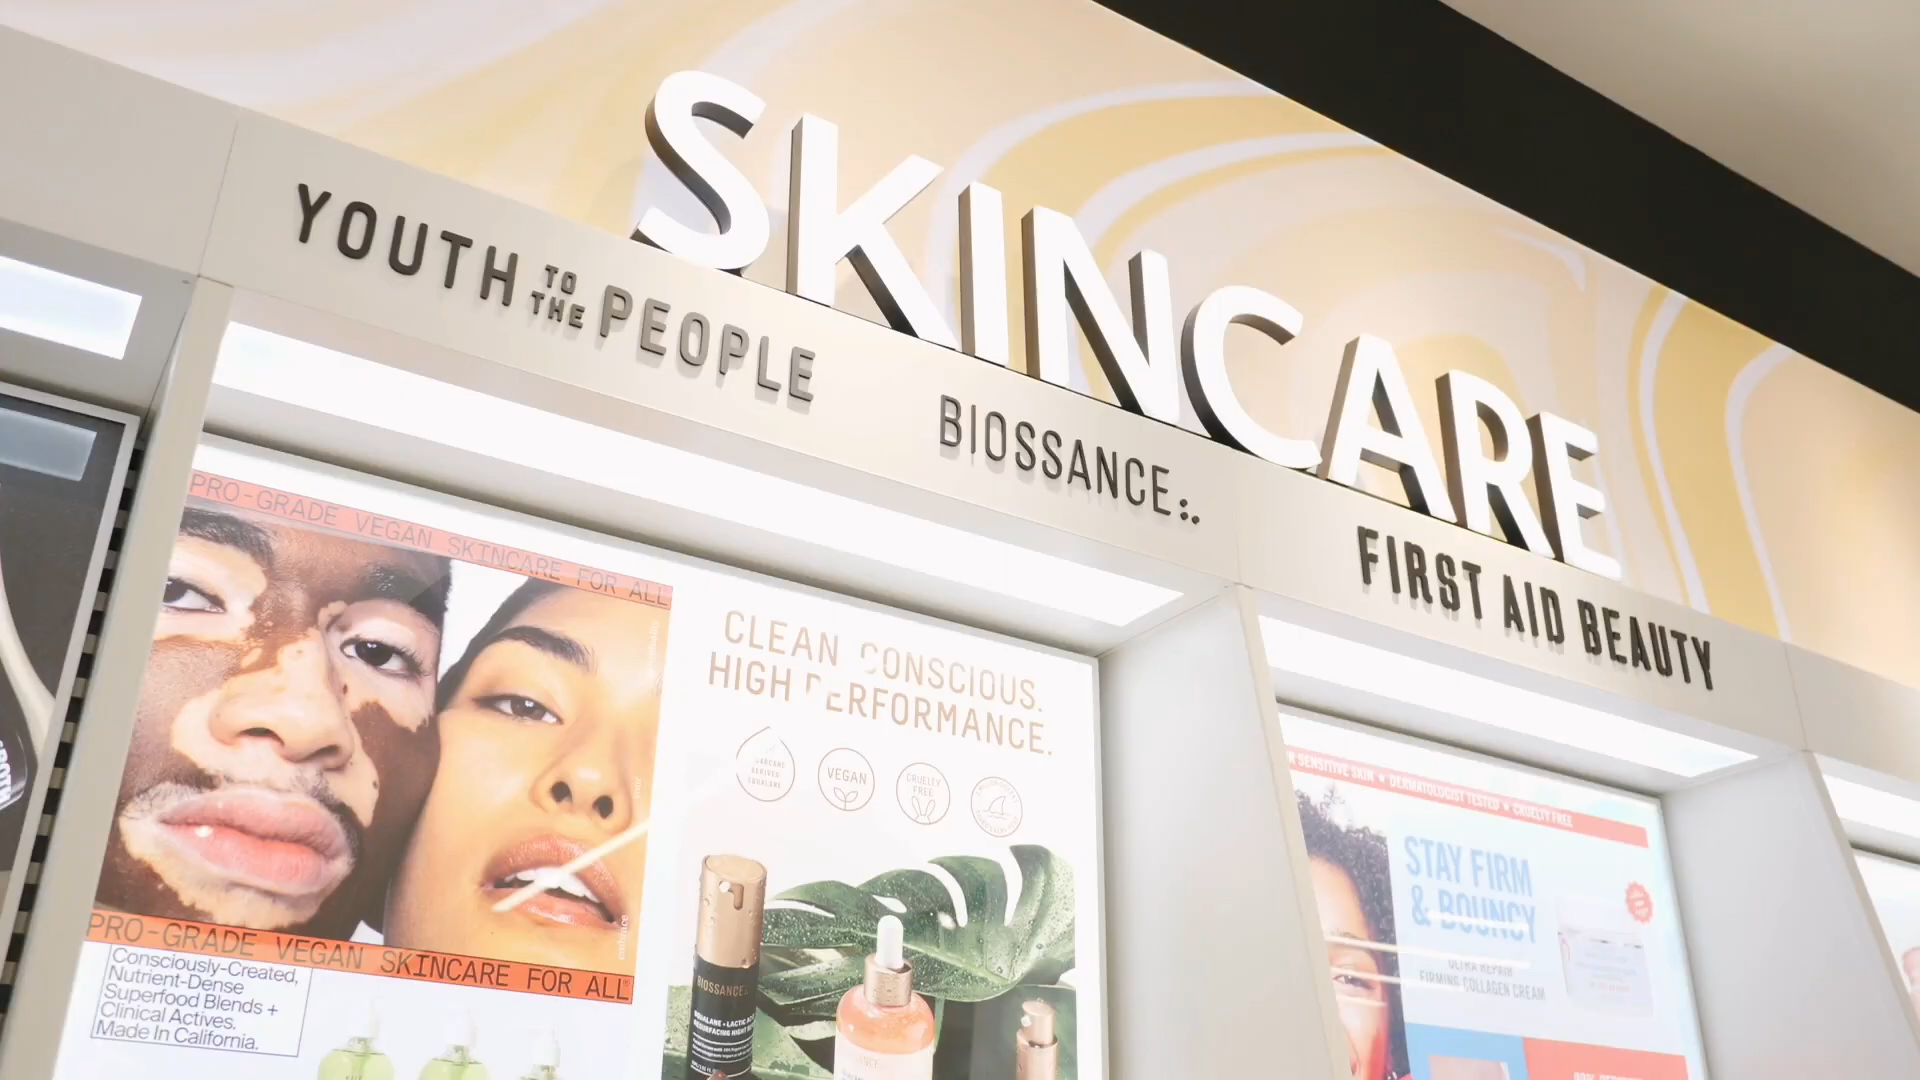 SKINCARE
YOUTH TO THE PEOPLE
BIOSSANCE
FIRST AID BEAUTY
PRO-GRADE VEGAN SKINCARE FOR ALL
PRO-GRADE VEGAN SKINCARE FOR ALL
Consciously-Created,
Nutrient-Dense
Superfood Blends +
Clinical Actives.
Made In California.
CLEAN CONSCIOUS.
HIGH PERFORMANCE.
VEGAN
CRUELTY
FREE
BIOSSANCE
SENSITIVE SKIN ★ DERMATOLOGIST TESTED ★ CRUELTY FREE
STAY FIRM
& BOUNCY
ULTRA REPAIR
FIRMING COLLAGEN CREAM